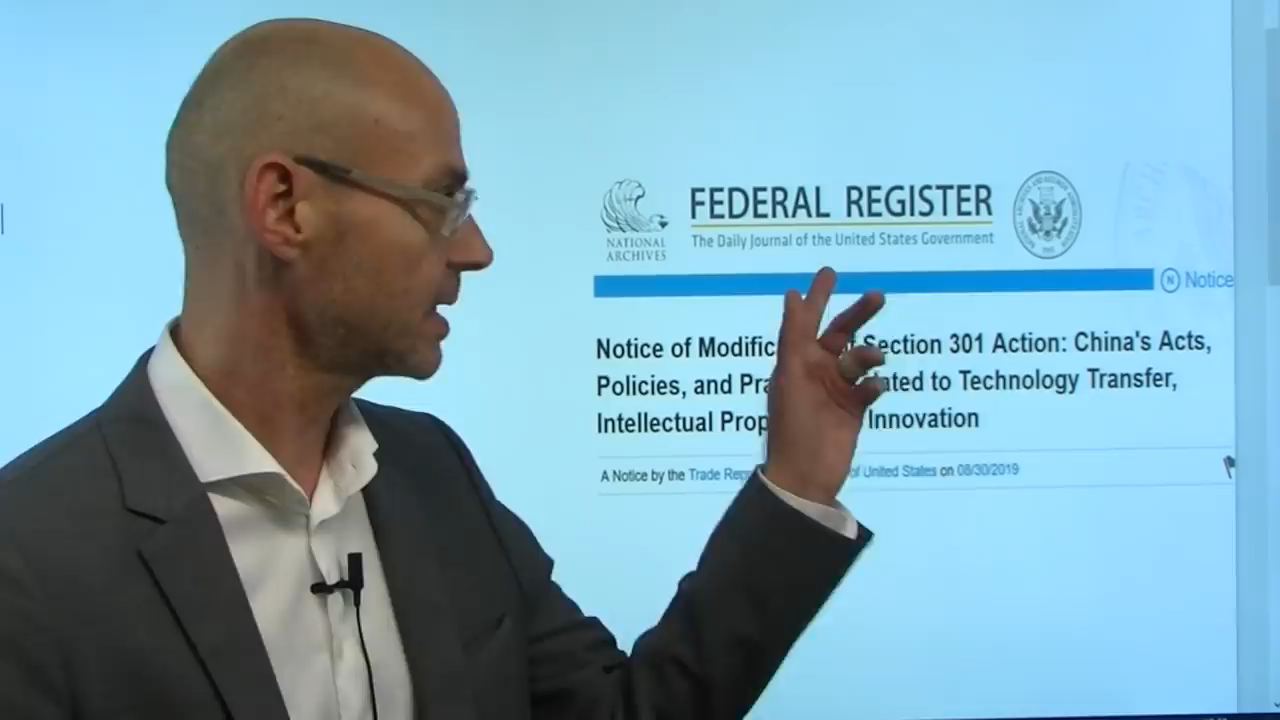 NATIONAL
ARCHIVES
FEDERAL REGISTER
The Daily Journal of the United States Government
Notice
Notice of Modific Section 301 Action: China's Acts,
Policies, and Pra ated to Technology Transfer,
Intellectual Prop Innovation
A Notice by the Trade Rep of United States on 08/30/2019